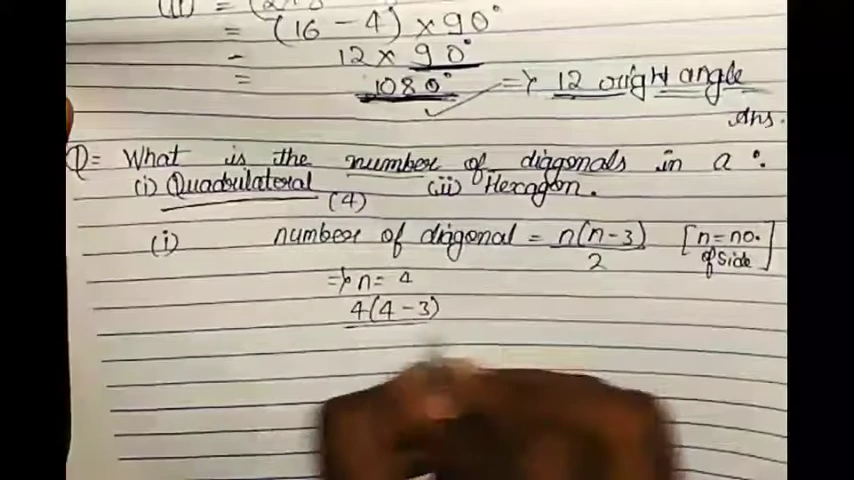 = (16 - 4) × 90°
- 12 × 90°
= 1080° => 12 right angle
Ans.
Q= What is the number of diagonals in a :
(i) Quadrilateral (4) (ii) Hexagon.
(i) number of digonal = n(n-3)/2 [n = no. of side]
=> n = 4
4(4-3)